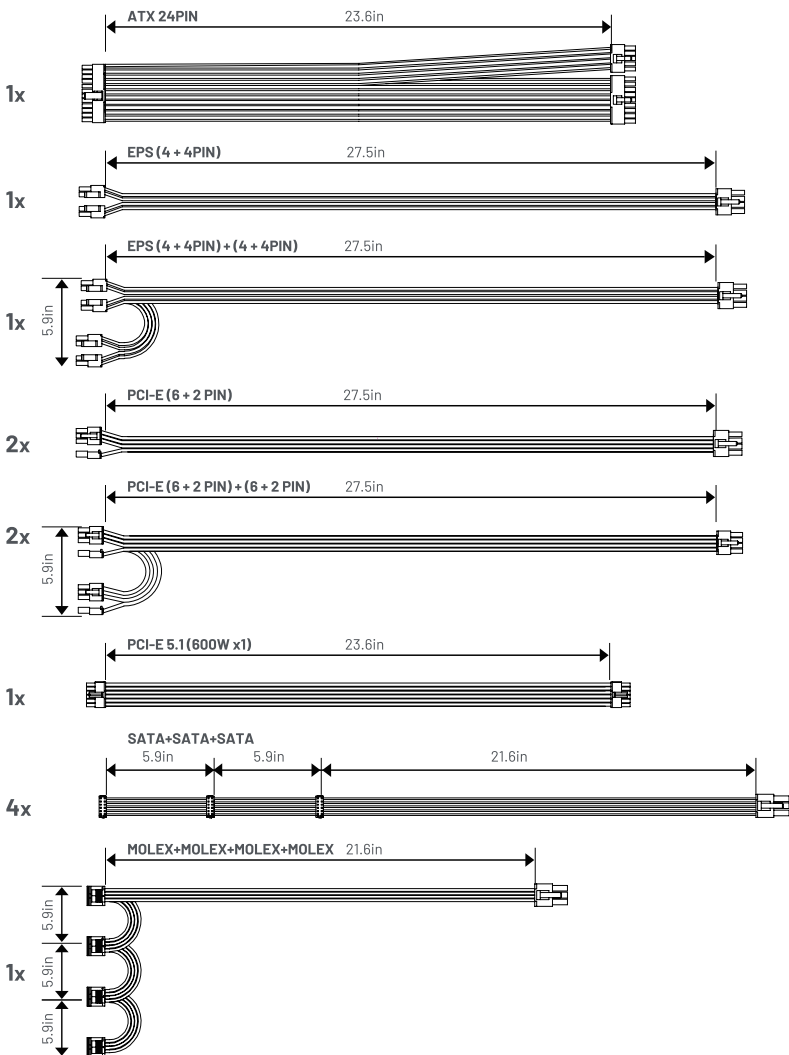 ATX 24PIN 23.6in
1x
EPS (4 + 4PIN) 27.5in
1x
EPS (4 + 4PIN) + (4 + 4PIN) 27.5in
5.9in
1x
PCI-E (6 + 2 PIN) 27.5in
2x
PCI-E (6 + 2 PIN) + (6 + 2 PIN) 27.5in
2x
5.9in
PCI-E 5.1 (600W x1) 23.6in
1x
SATA+SATA+SATA
5.9in 5.9in 21.6in
4x
MOLEX+MOLEX+MOLEX+MOLEX 21.6in
5.9in
1x
5.9in
5.9in